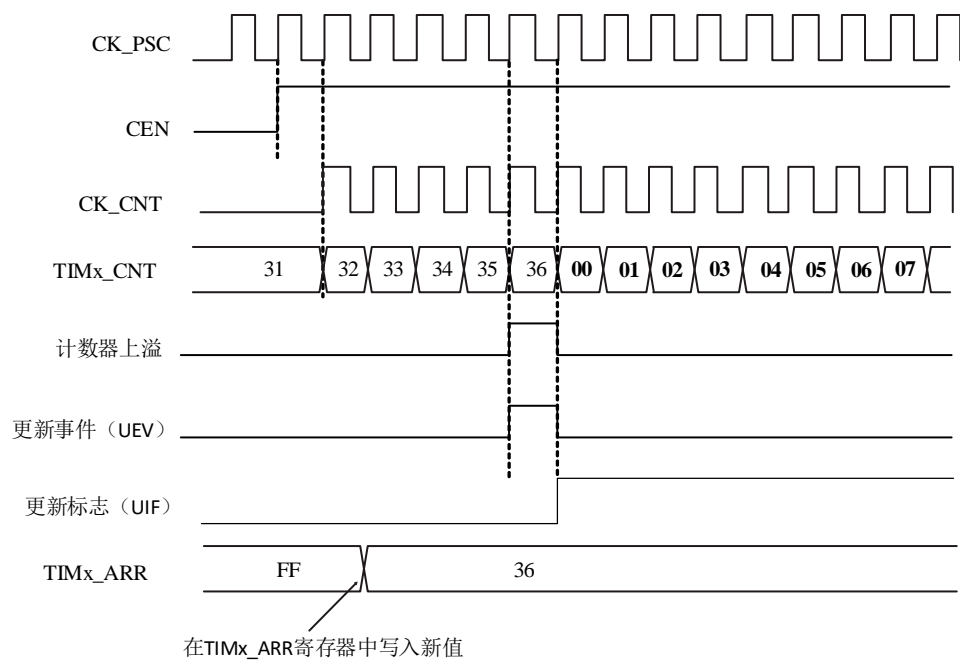 CK_PSC
CEN
CK_CNT
TIMx_CNT 31 32 33 34 35 36 00 01 02 03 04 05 06 07
计数器上溢
更新事件（UEV）
更新标志（UIF）
TIMx_ARR FF 36
在TIMx_ARR寄存器中写入新值